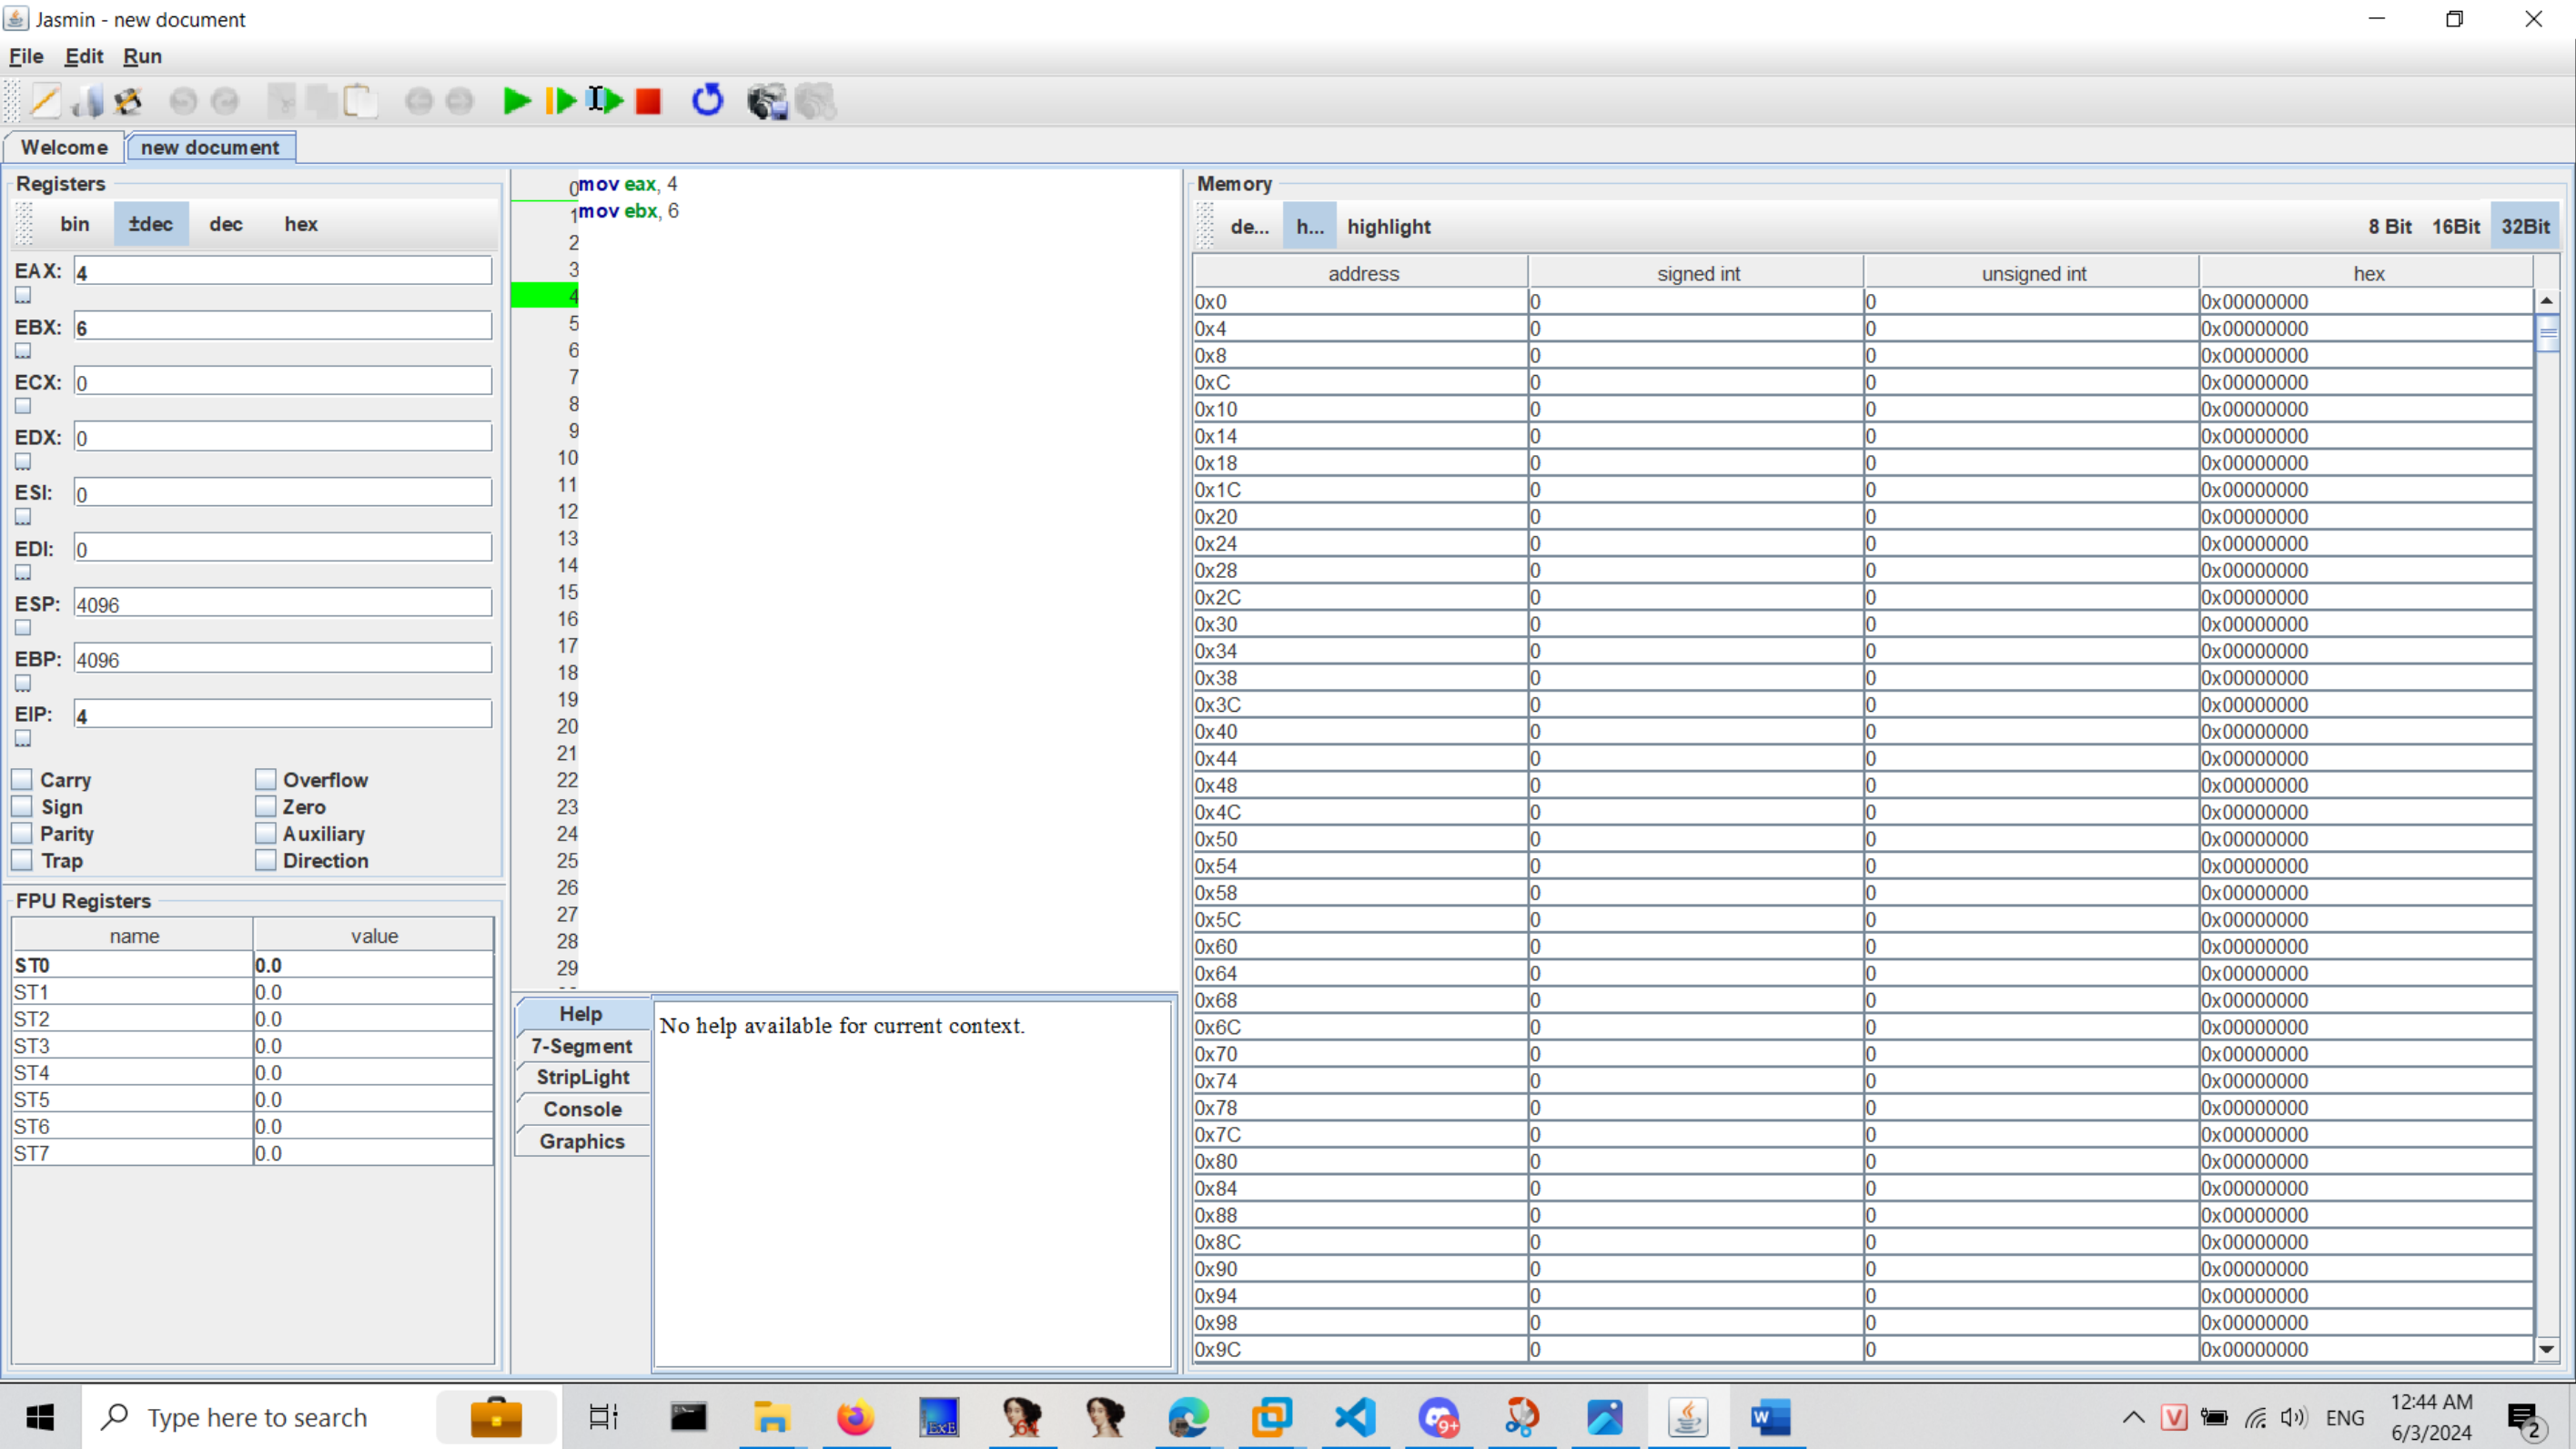 Jasmin - new document
File Edit Run
Welcome new document
Registers
bin ±dec dec hex
EAX: 4
EBX: 6
ECX: 0
EDX: 0
ESI: 0
EDI: 0
ESP: 4096
EBP: 4096
EIP: 4
Carry Overflow
Sign Zero
Parity Auxiliary
Trap Direction
FPU Registers
name value
ST0 0.0
ST1 0.0
ST2 0.0
ST3 0.0
ST4 0.0
ST5 0.0
ST6 0.0
ST7 0.0
0 mov eax, 4
1 mov ebx, 6
2
3
4
5
6
7
8
9
10
11
12
13
14
15
16
17
18
19
20
21
22
23
24
25
26
27
28
29
Help
7-Segment
StripLight
Console
Graphics
No help available for current context.
Memory
de... h... highlight 8 Bit 16Bit 32Bit
address signed int unsigned int hex
0x0 0 0 0x00000000
0x4 0 0 0x00000000
0x8 0 0 0x00000000
0xC 0 0 0x00000000
0x10 0 0 0x00000000
0x14 0 0 0x00000000
0x18 0 0 0x00000000
0x1C 0 0 0x00000000
0x20 0 0 0x00000000
0x24 0 0 0x00000000
0x28 0 0 0x00000000
0x2C 0 0 0x00000000
0x30 0 0 0x00000000
0x34 0 0 0x00000000
0x38 0 0 0x00000000
0x3C 0 0 0x00000000
0x40 0 0 0x00000000
0x44 0 0 0x00000000
0x48 0 0 0x00000000
0x4C 0 0 0x00000000
0x50 0 0 0x00000000
0x54 0 0 0x00000000
0x58 0 0 0x00000000
0x5C 0 0 0x00000000
0x60 0 0 0x00000000
0x64 0 0 0x00000000
0x68 0 0 0x00000000
0x6C 0 0 0x00000000
0x70 0 0 0x00000000
0x74 0 0 0x00000000
0x78 0 0 0x00000000
0x7C 0 0 0x00000000
0x80 0 0 0x00000000
0x84 0 0 0x00000000
0x88 0 0 0x00000000
0x8C 0 0 0x00000000
0x90 0 0 0x00000000
0x94 0 0 0x00000000
0x98 0 0 0x00000000
0x9C 0 0 0x00000000
Type here to search
ExE
64
9+
W
V
ENG
12:44 AM
6/3/2024
2